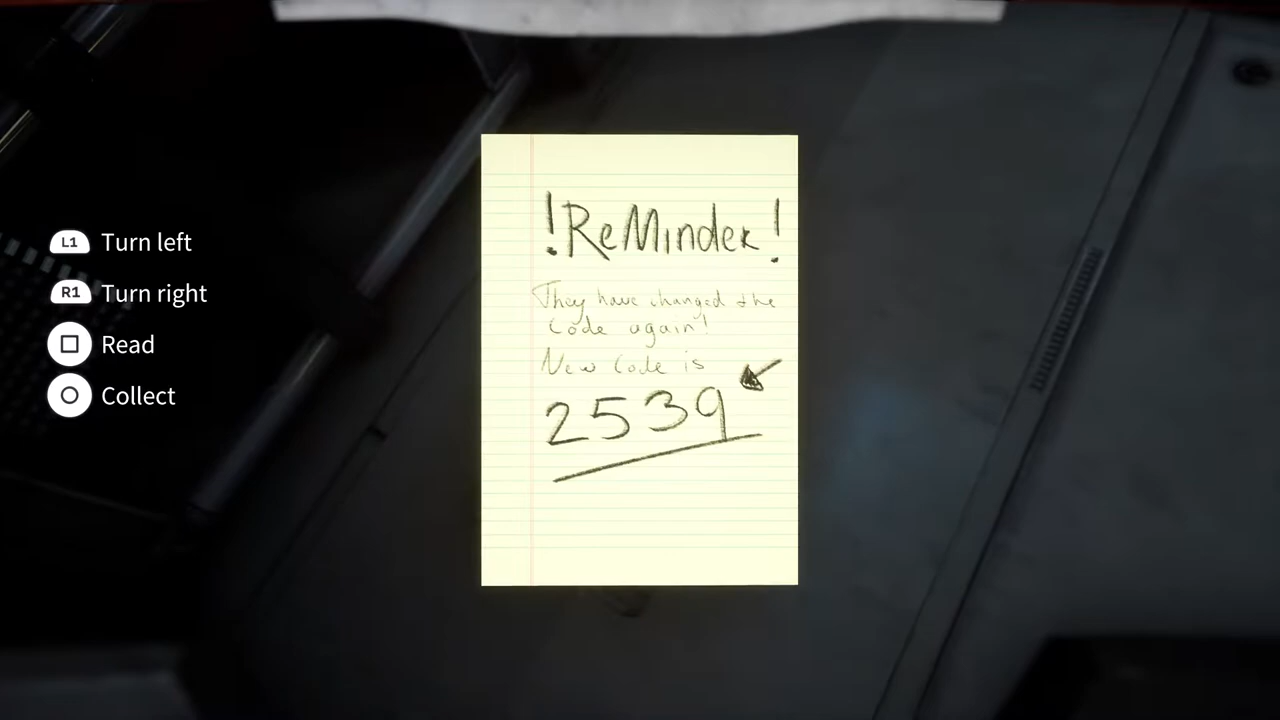 L1 Turn left
R1 Turn right
Read
Collect
!ReMinder!
They have changed the
Code again!
New Code is
2539